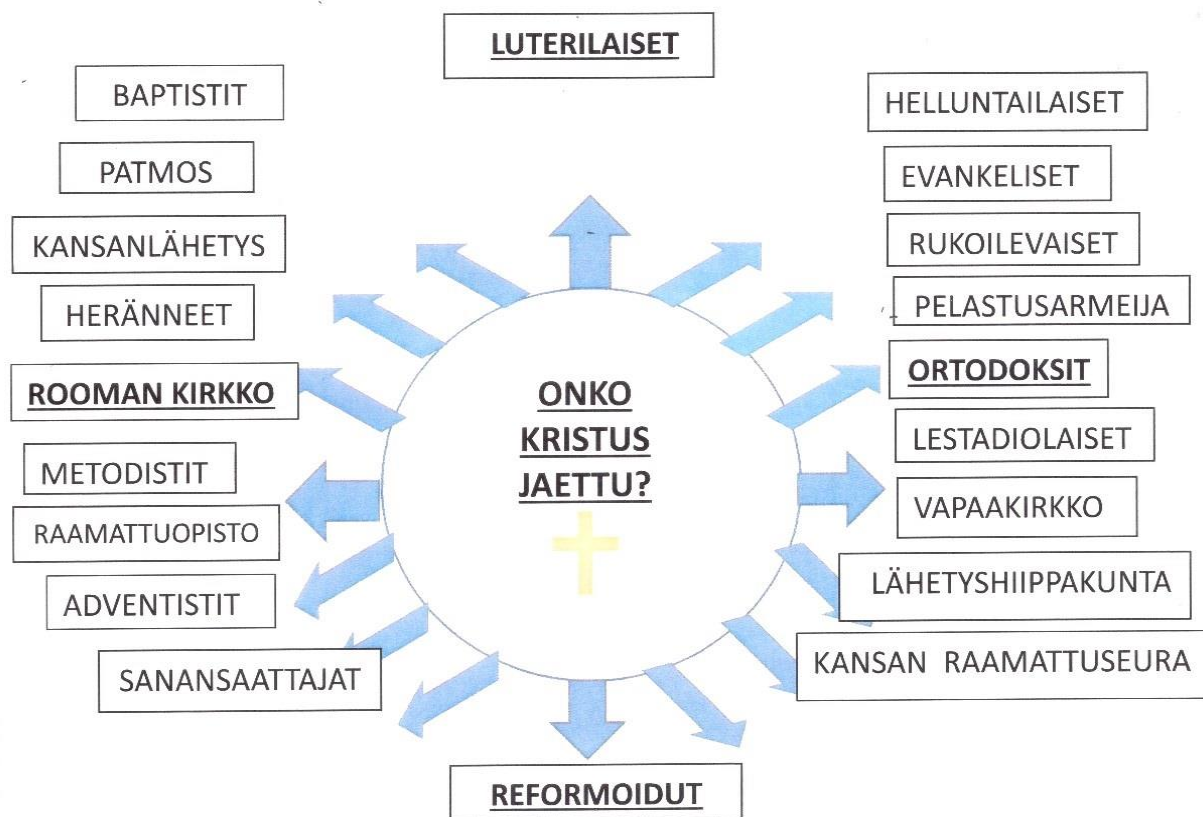 LUTERILAISET
BAPTISTIT
PATMOS
KANSANLÄHETYS
HERÄNNEET
ROOMAN KIRKKO
METODISTIT
RAAMATTUOPISTO
ADVENTISTIT
SANANSAATTAJAT
ONKO
KRISTUS
JAETTU?
HELLUNTAILAISET
EVANKELISET
RUKOILEVAISET
PELASTUSARMEIJA
ORTODOKSIT
LESTADIOLAISET
VAPAAKIRKKO
LÄHETYSHIIPPAKUNTA
KANSAN RAAMATTUSEURA
REFORMOIDUT